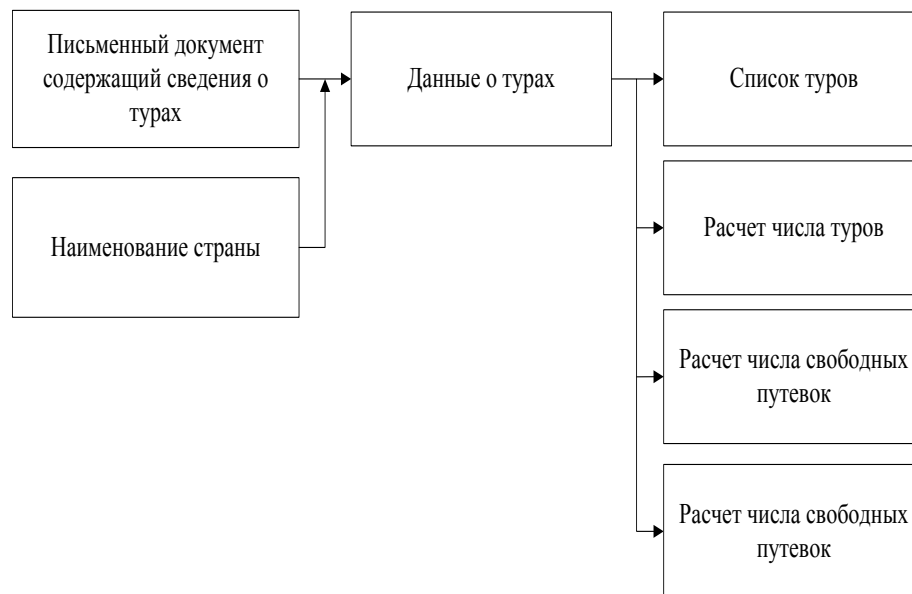 Письменный документ
содержащий сведения о
турах
Данные о турах
Список туров
Наименование страны
Расчет числа туров
Расчет числа свободных
путевок
Расчет числа свободных
путевок